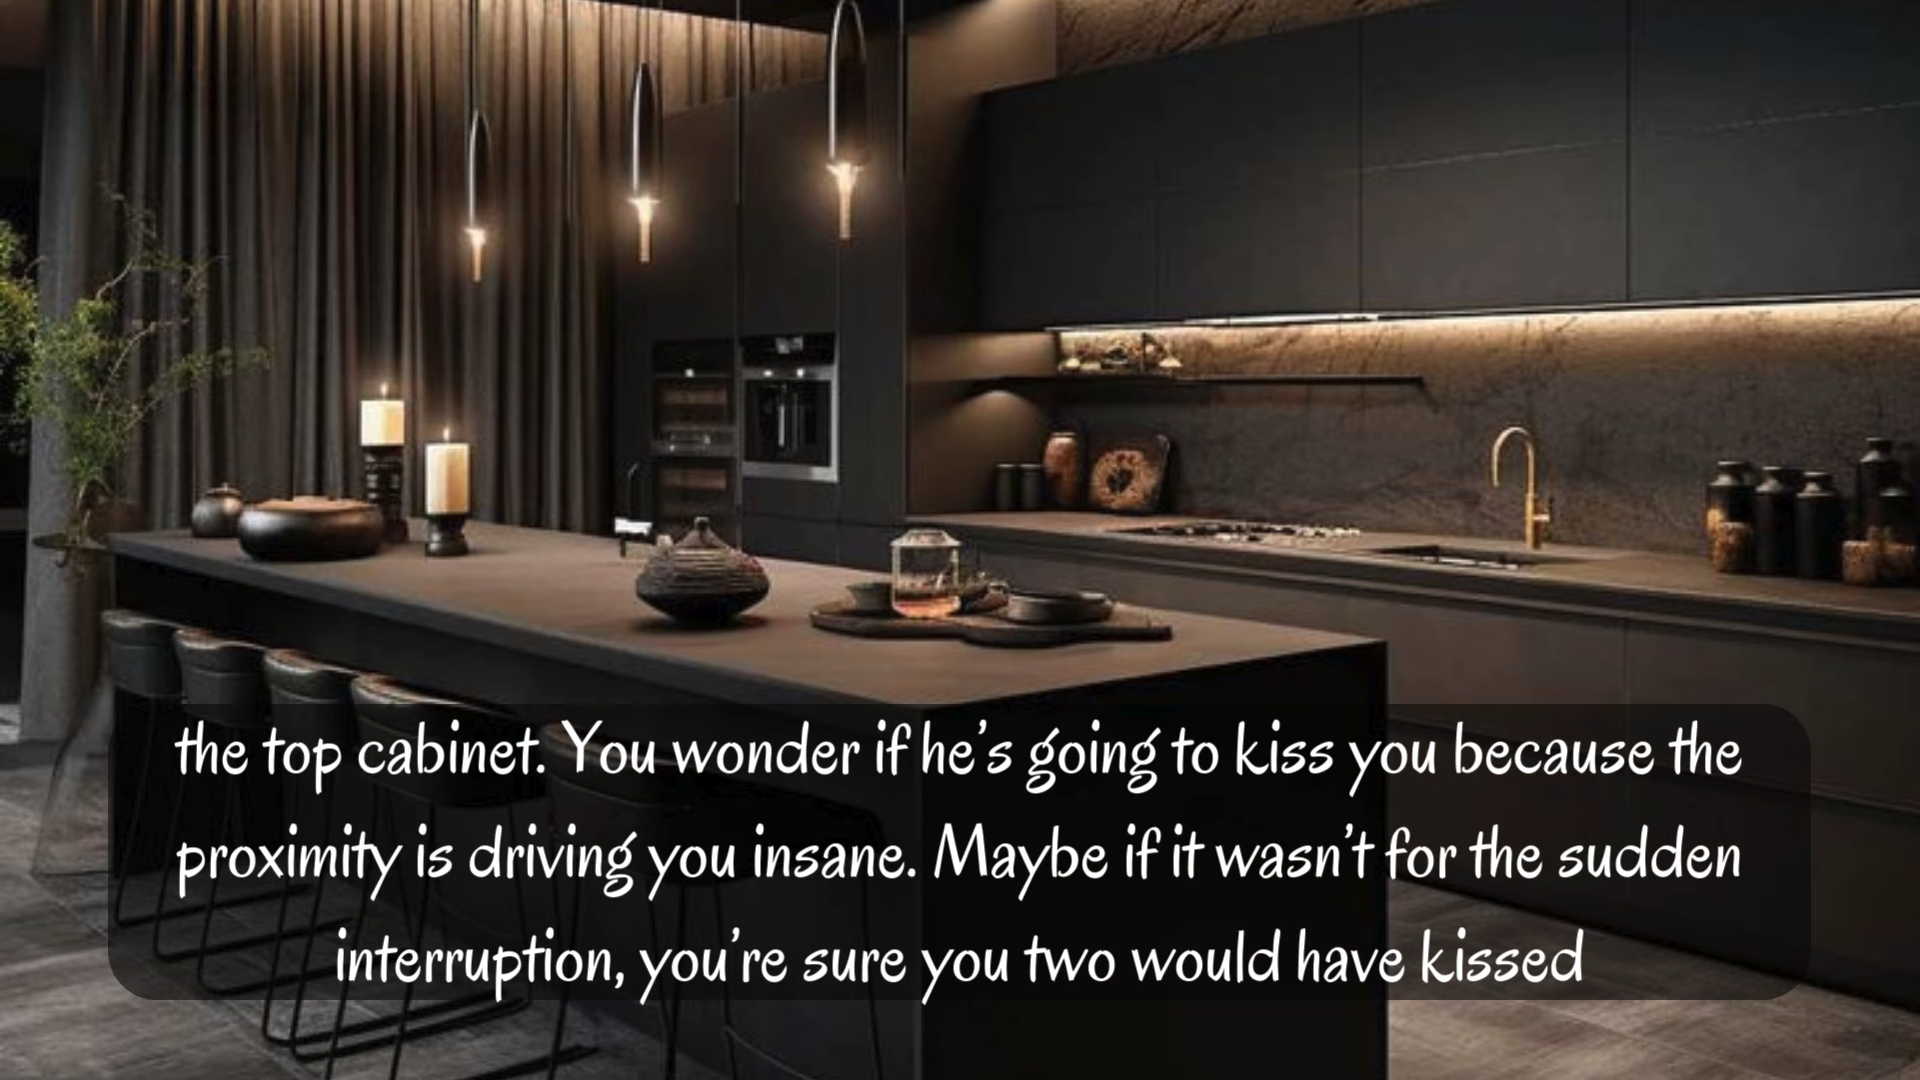 the top cabinet. You wonder if he's going to kiss you because the
proximity is driving you insane. Maybe if it wasn't for the sudden
interruption, you're sure you two would have kissed